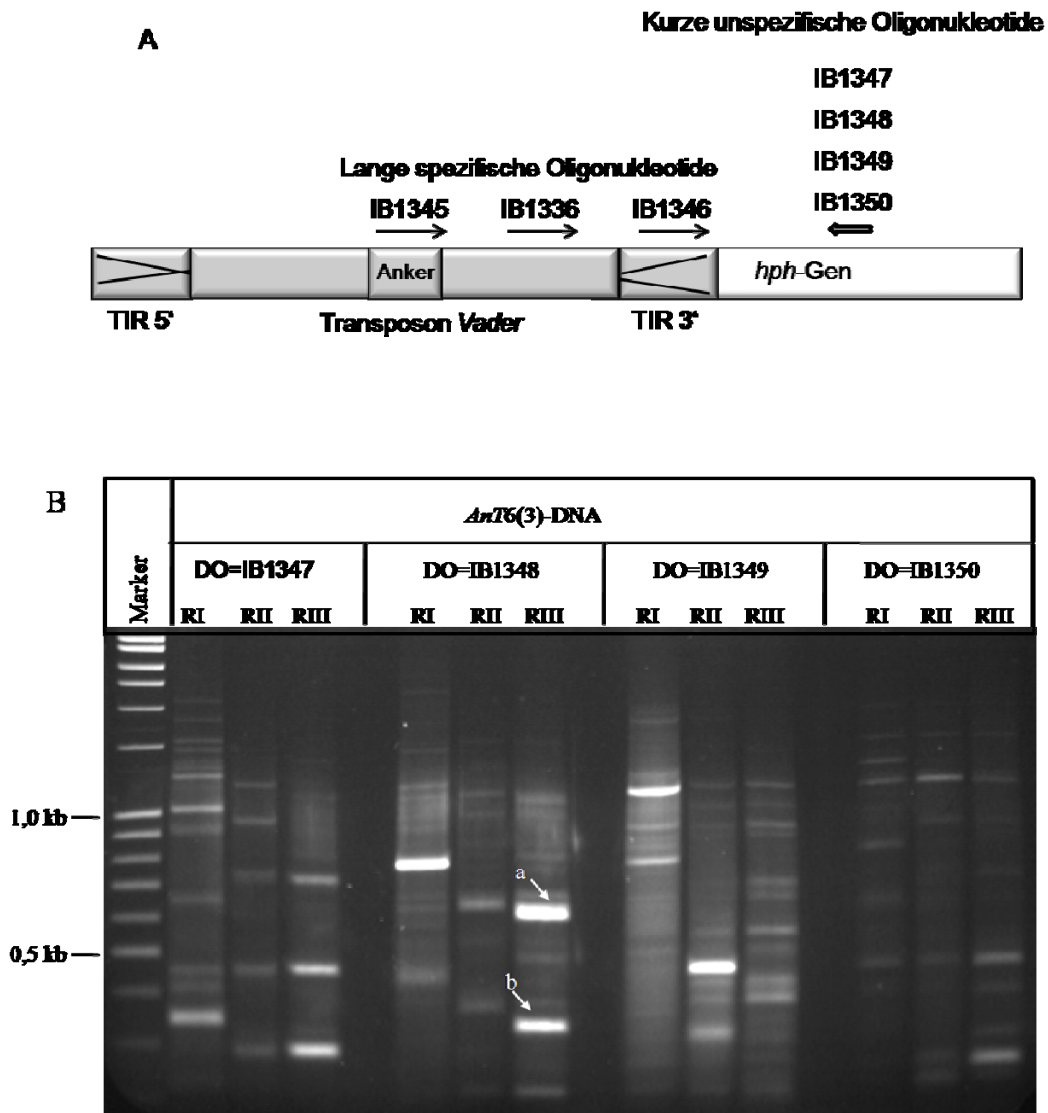 A
Kurze unspezifische Oligonukleotide
IB1347
IB1348
IB1349
IB1350
Lange spezifische Oligonukleotide
IB1345 IB1336 IB1346
Anker hph-Gen
TIR 5' Transposon Vader TIR 3'
B
Marker
AnT6(3)-DNA
DO=IB1347 DO=IB1348 DO=IB1349 DO=IB1350
RI RII RIII RI RII RIII RI RII RIII RI RII RIII
1,0 kb
a
0,5 kb
b